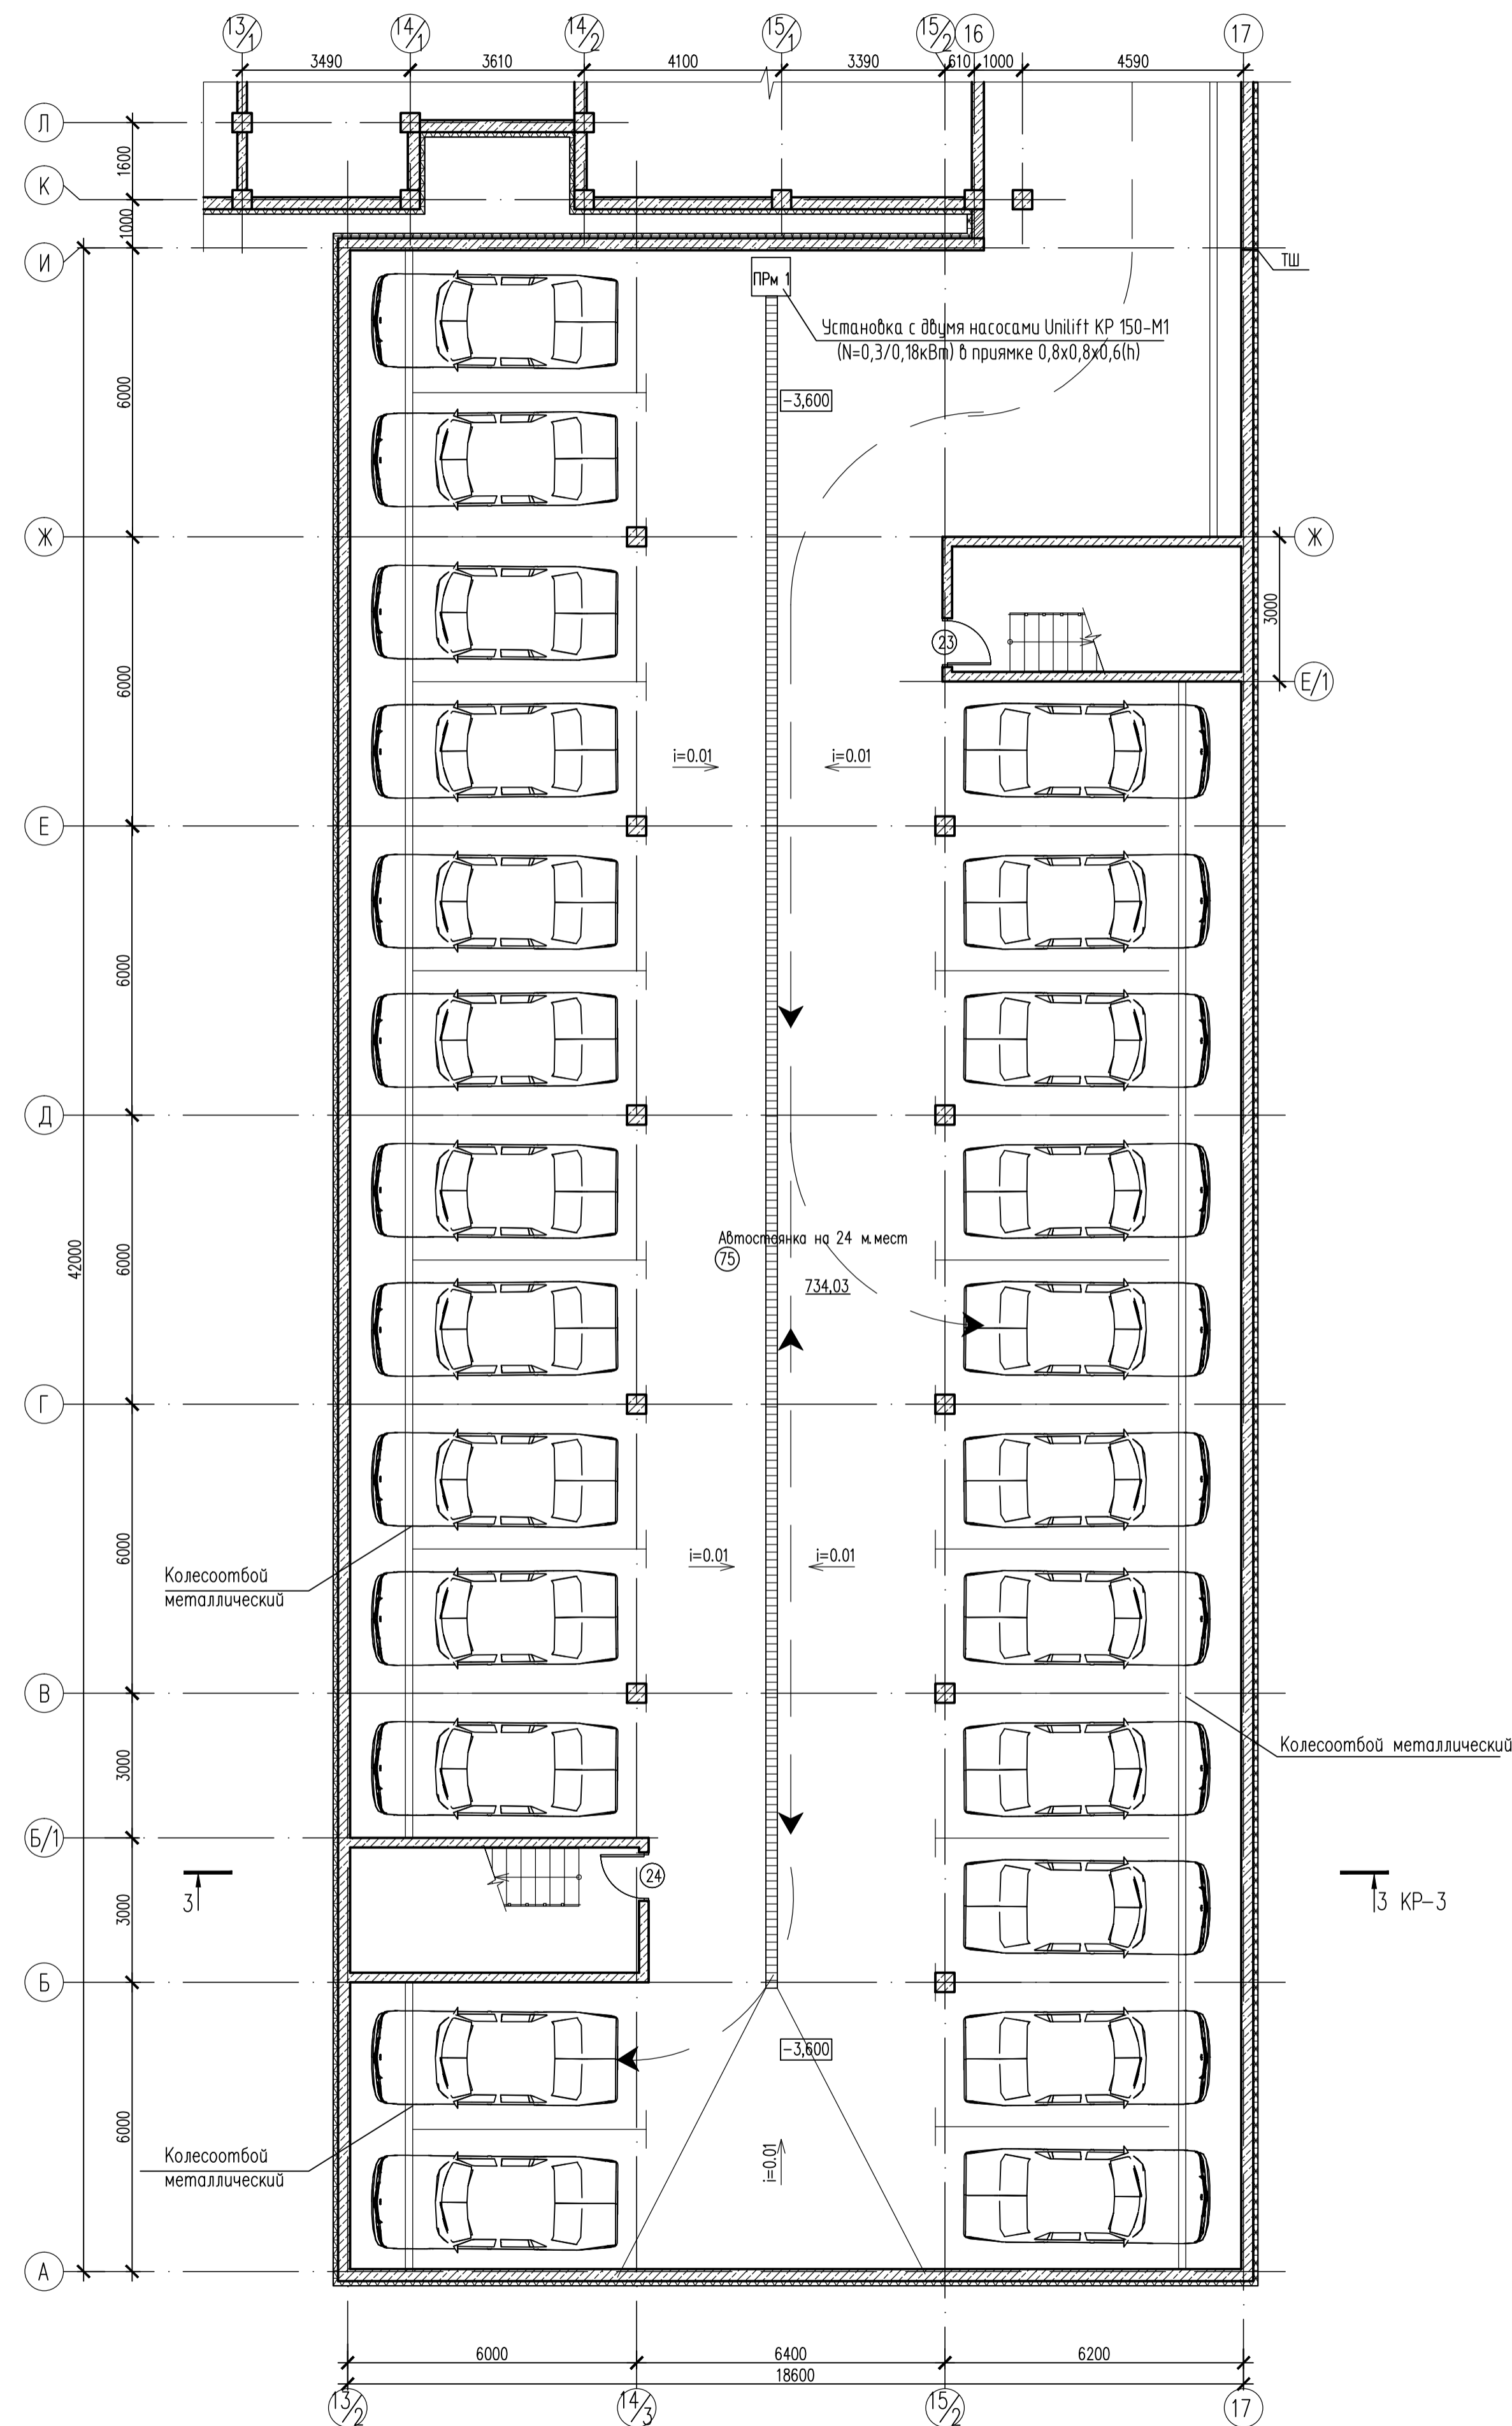 13/1
14/1
14/2
15/1
15/2
16
17
3490
3610
4100
3390
610
1000
4590
Л
1600
К
1000
И
ТШ
ПРм 1
Установка с двумя насосами Unilift КР 150-М1
(N=0,3/0,18кВт) в приямке 0,8х0,8х0,6(h)
-3,600
6000
Ж
Ж
3000
23
6000
Е/1
i=0.01
i=0.01
Е
6000
Д
42000
6000
Автостоянка на 24 м.мест
75
734,03
Г
6000
i=0.01
i=0.01
Колесоотбой
металлический
В
Колесоотбой металлический
3000
Б/1
24
3
3 КР-3
3000
Б
-3,600
6000
i=0.01
Колесоотбой
металлический
А
6000
6400
6200
18600
13/2
14/3
15/2
17